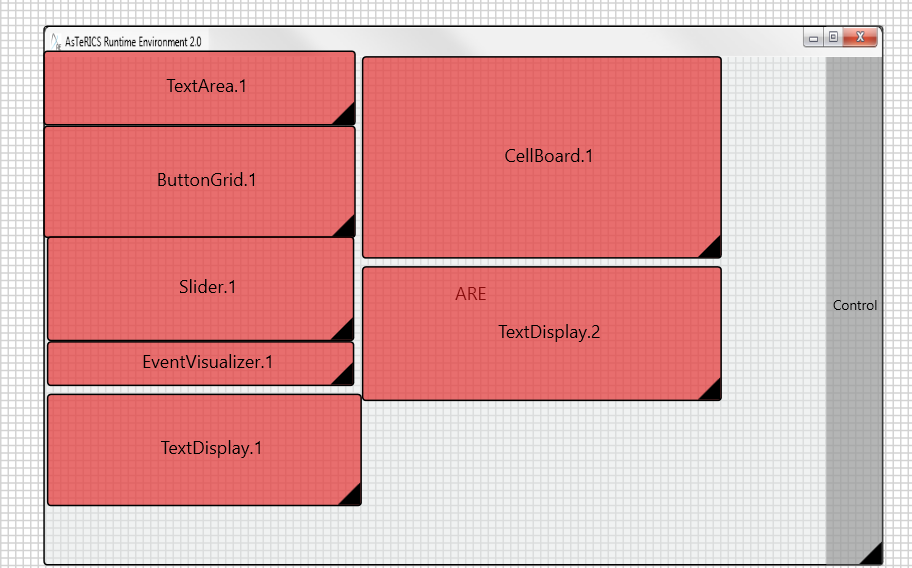 AsTeRICS Runtime Environment 2.0
TextArea.1
ButtonGrid.1
Slider.1
EventVisualizer.1
TextDisplay.1
CellBoard.1
ARE
TextDisplay.2
Control